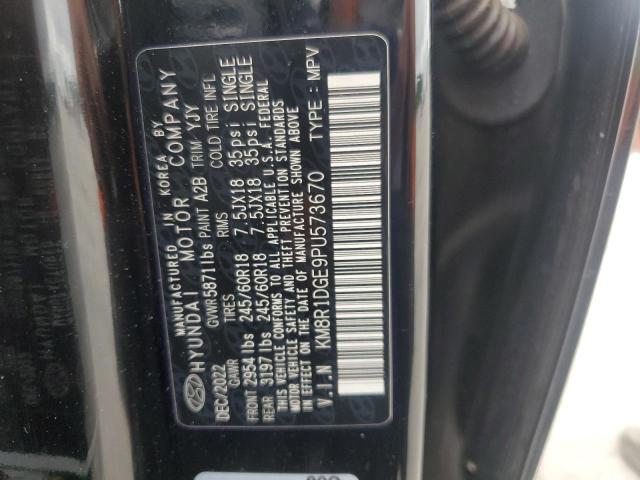 MANUFACTURED IN KOREA BY
HYUNDAI MOTOR COMPANY
DEC/2022 GVWR 5871 lbs PAINT A2B TRIM YJY
GAWR TIRES RIMS COLD TIRE INFL
FRONT 2954 lbs 245/60R18 7.5JX18 35psi SINGLE
REAR 3197 lbs 245/60R18 7.5JX18 35psi SINGLE
THIS VEHICLE CONFORMS TO ALL APPLICABLE U.S.A. FEDERAL
MOTOR VEHICLE SAFETY AND THEFT PREVENTION STANDARDS
IN EFFECT ON THE DATE OF MANUFACTURE SHOWN ABOVE
V.I.N KM8R1DGE9PU573670 TYPE : MPV